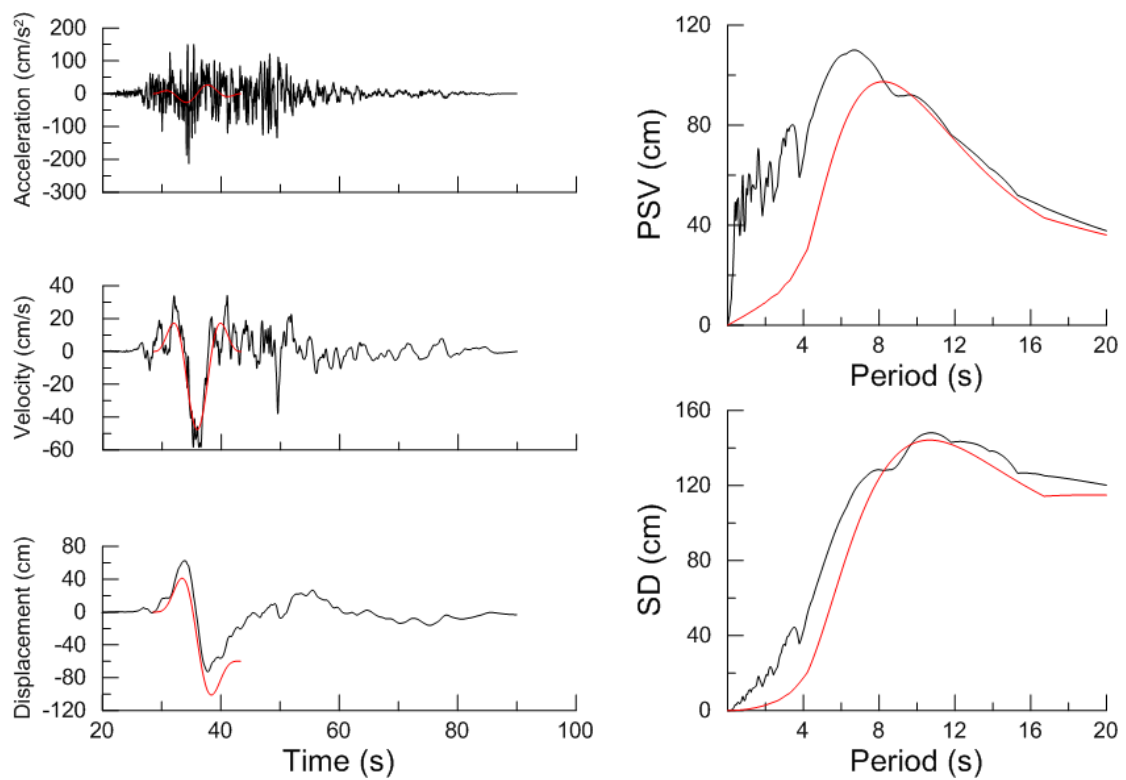 Acceleration (cm/s²)
200
100
0
-100
-200
-300
Velocity (cm/s)
40
20
0
-20
-40
-60
Displacement (cm)
80
40
0
-40
-80
-120
20 40 60 80 100
Time (s)
PSV (cm)
120
80
40
0
4 8 12 16 20
Period (s)
SD (cm)
160
120
80
40
0
4 8 12 16 20
Period (s)